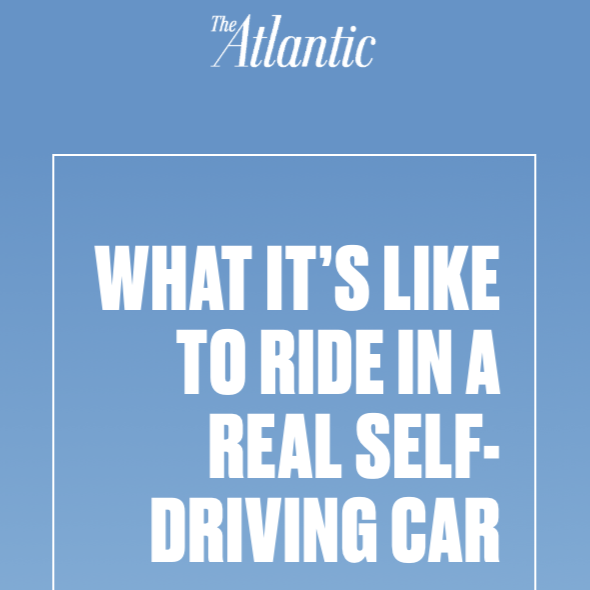 The Atlantic
WHAT IT’S LIKE
TO RIDE IN A
REAL SELF-
DRIVING CAR